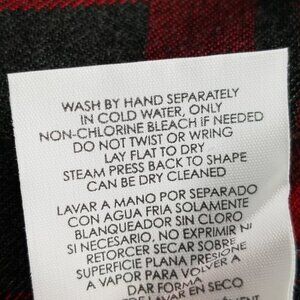 WASH BY HAND SEPARATELY
IN COLD WATER, ONLY
NON-CHLORINE BLEACH IF NEEDED
DO NOT TWIST OR WRING
LAY FLAT TO DRY
STEAM PRESS BACK TO SHAPE
CAN BE DRY CLEANED
LAVAR A MANO POR SEPARADO
CON AGUA FRIA SOLAMENTE
BLANQUEADOR SIN CLORO
SI NECESARIO, NO EXPRIMIR NI
RETORCER SECAR SOBRE
SUPERFICIE PLANA PRESIONE
A VAPOR PARA VOLVER A
DAR FORMA
LAVAR EN SECO